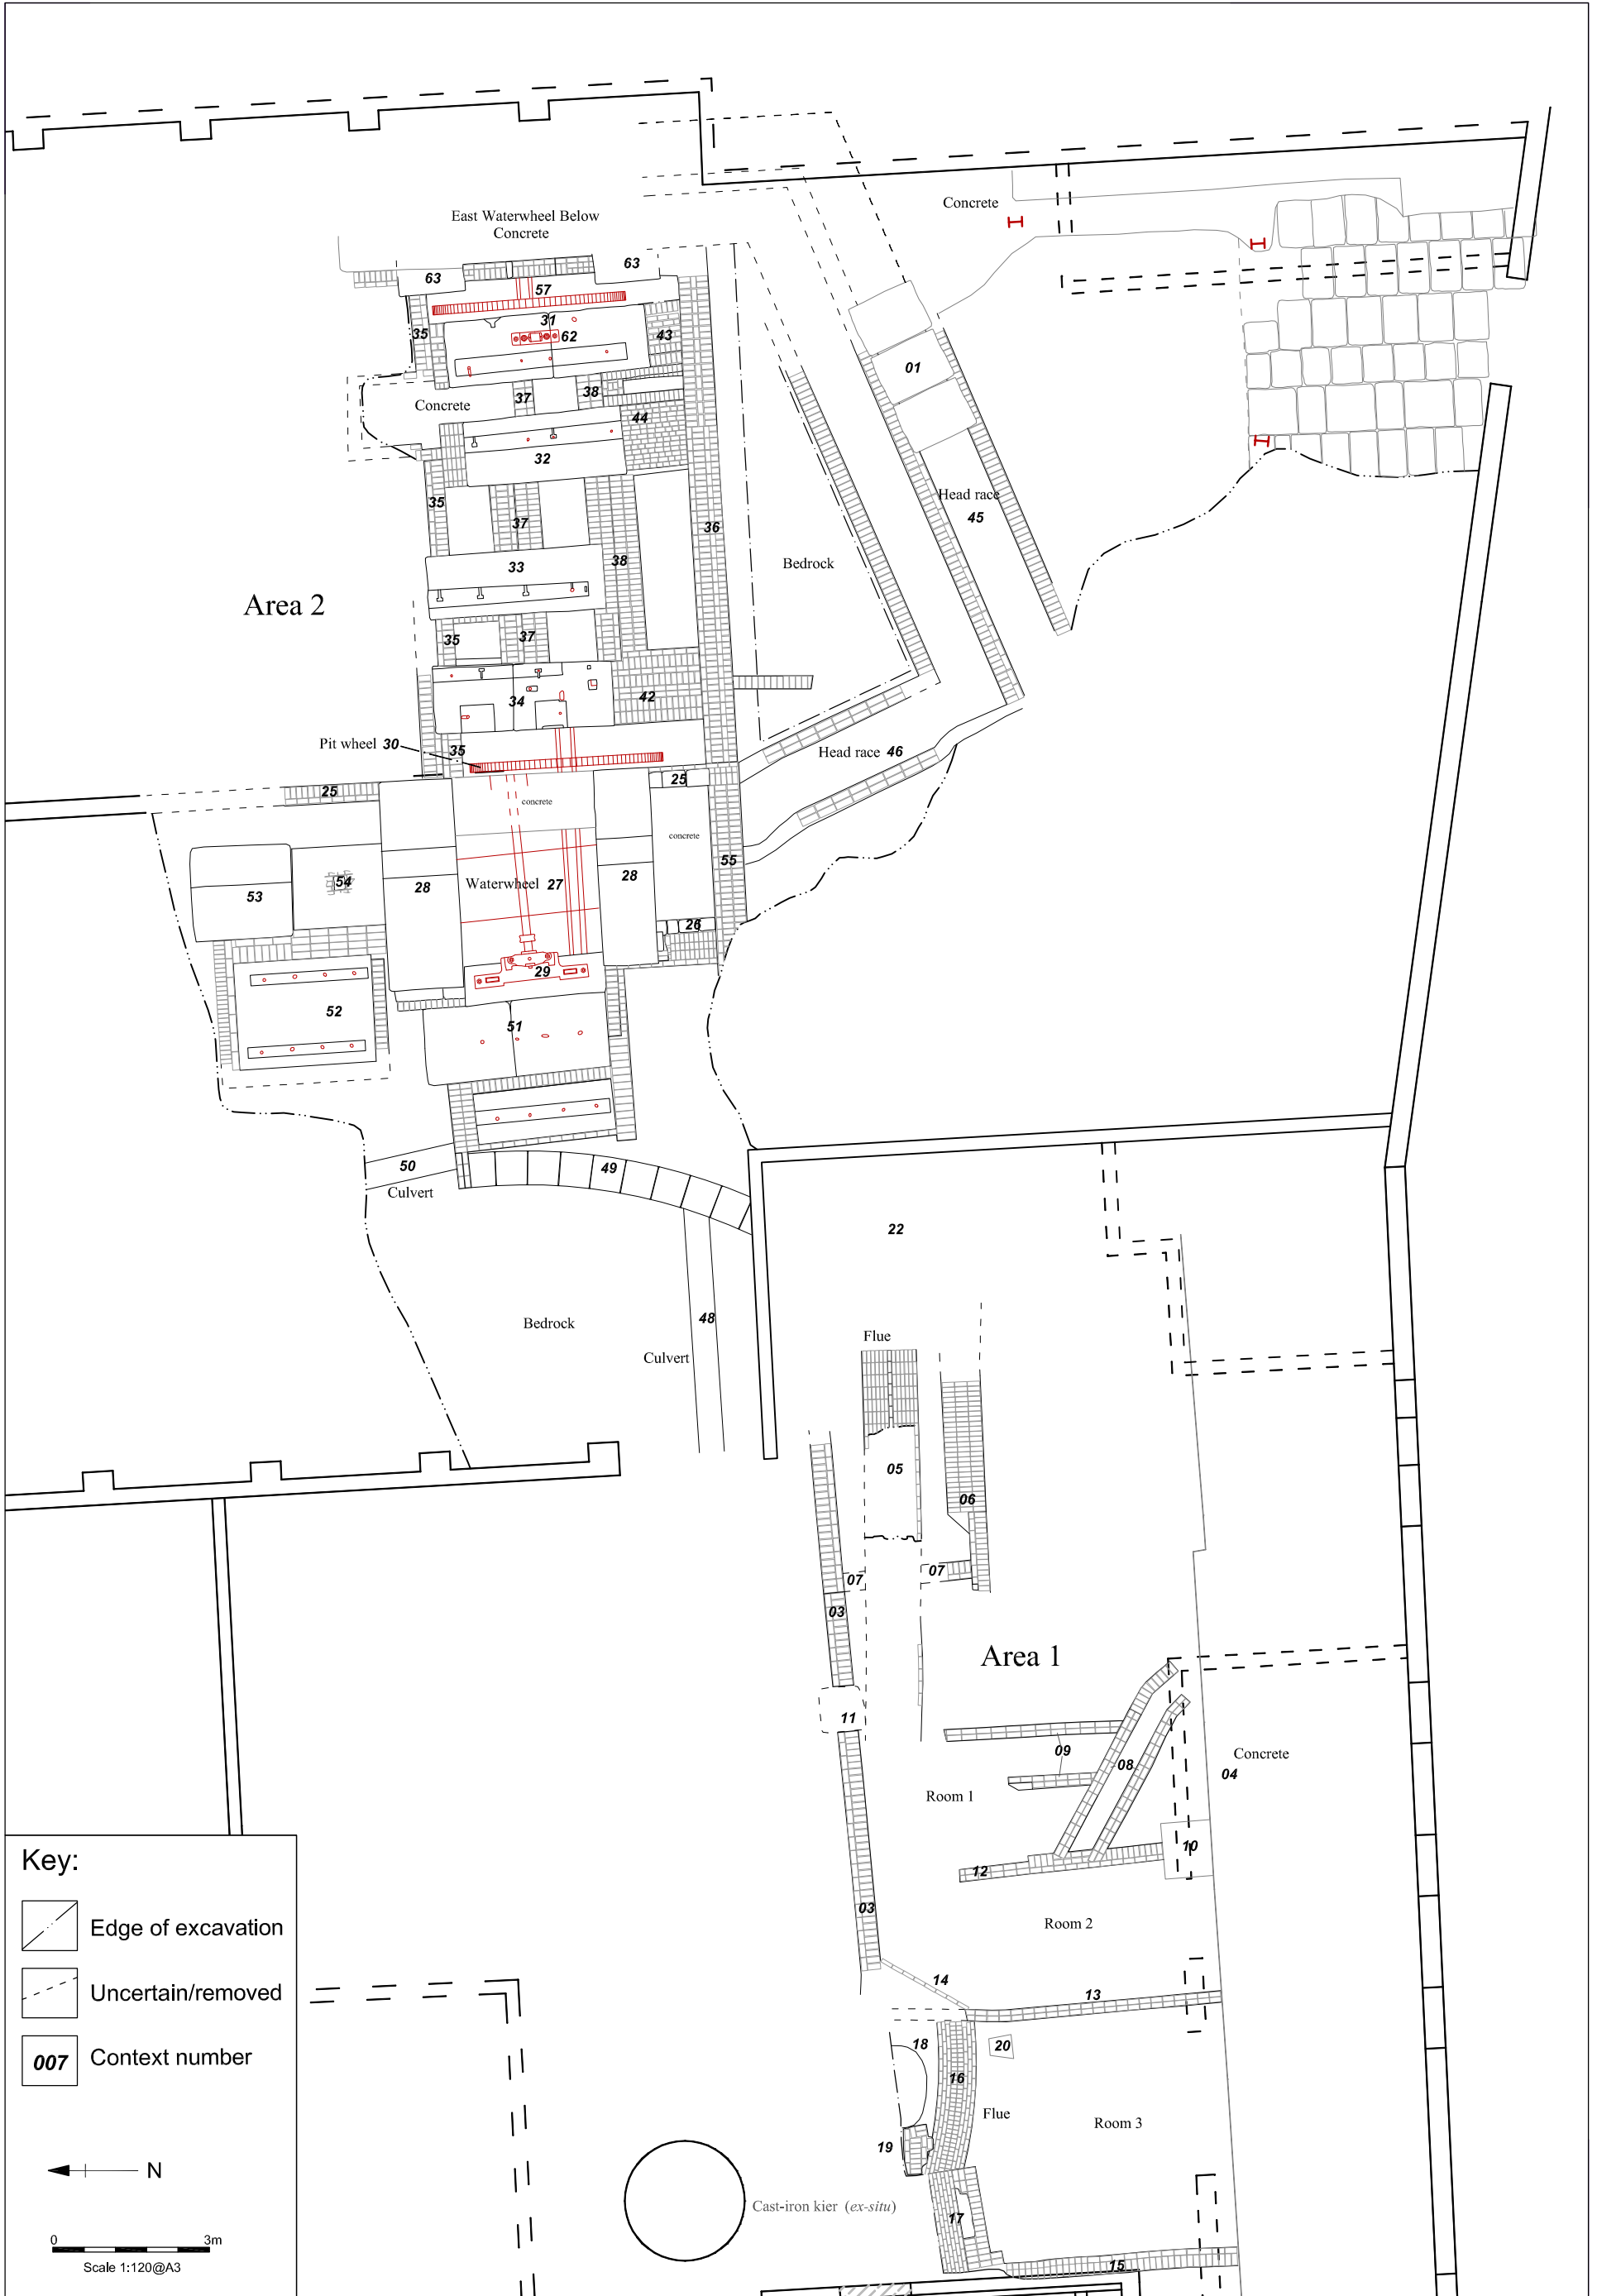 East Waterwheel Below
Concrete
Concrete
63
63
57
31
62
35
43
01
Concrete
37
38
44
32
35
37
36
Head race
45
33
38
Bedrock
Area 2
35
37
34
42
Pit wheel 30
35
Head race 46
25
25
concrete
concrete
55
53
54
28
Waterwheel 27
28
26
29
52
51
50
49
Culvert
22
48
Bedrock
Culvert
Flue
05
06
07
07
03
Area 1
11
09
08
Concrete
04
Room 1
10
12
03
Room 2
14
13
18
20
16
Flue
Room 3
19
Cast-iron kier (ex-situ)
17
15
Key:
Edge of excavation
Uncertain/removed
007 Context number
N
0 3m
Scale 1:120@A3